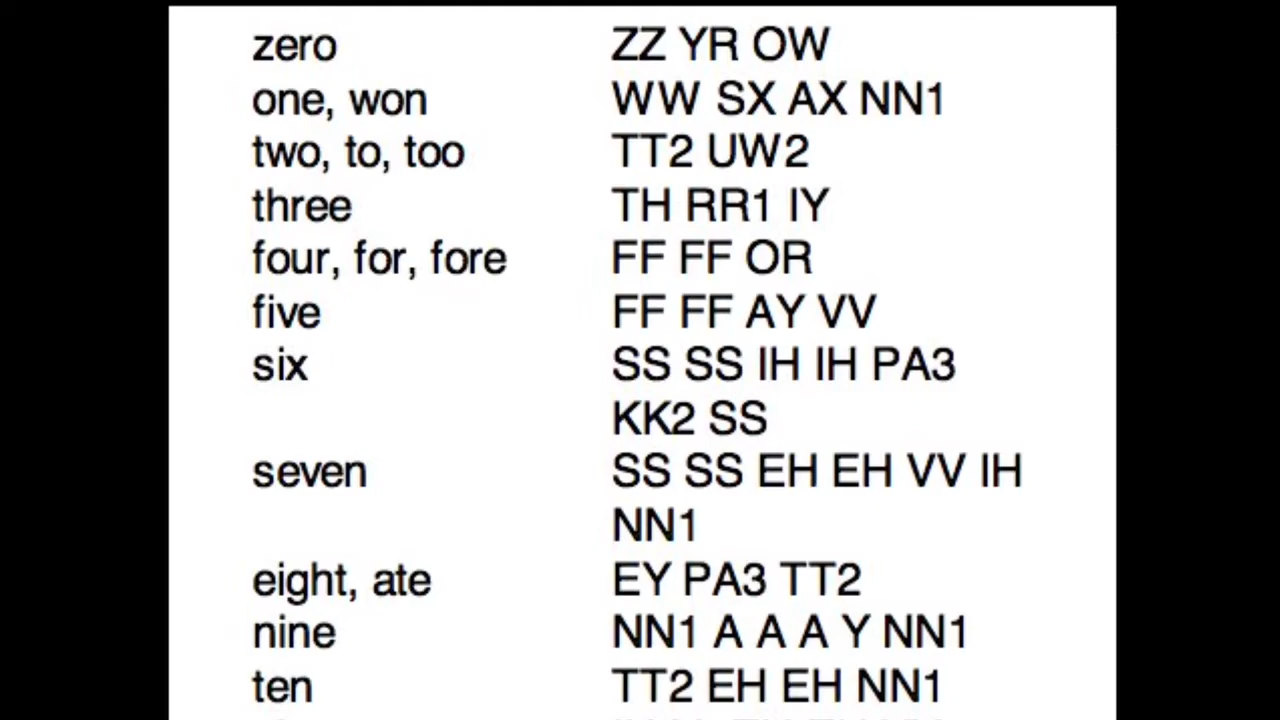 zero ZZ YR OW
one, won WW SX AX NN1
two, to, too TT2 UW2
three TH RR1 IY
four, for, fore FF FF OR
five FF FF AY VV
six SS SS IH IH PA3
KK2 SS
seven SS SS EH EH VV IH
NN1
eight, ate EY PA3 TT2
nine NN1 A A A Y NN1
ten TT2 EH EH NN1